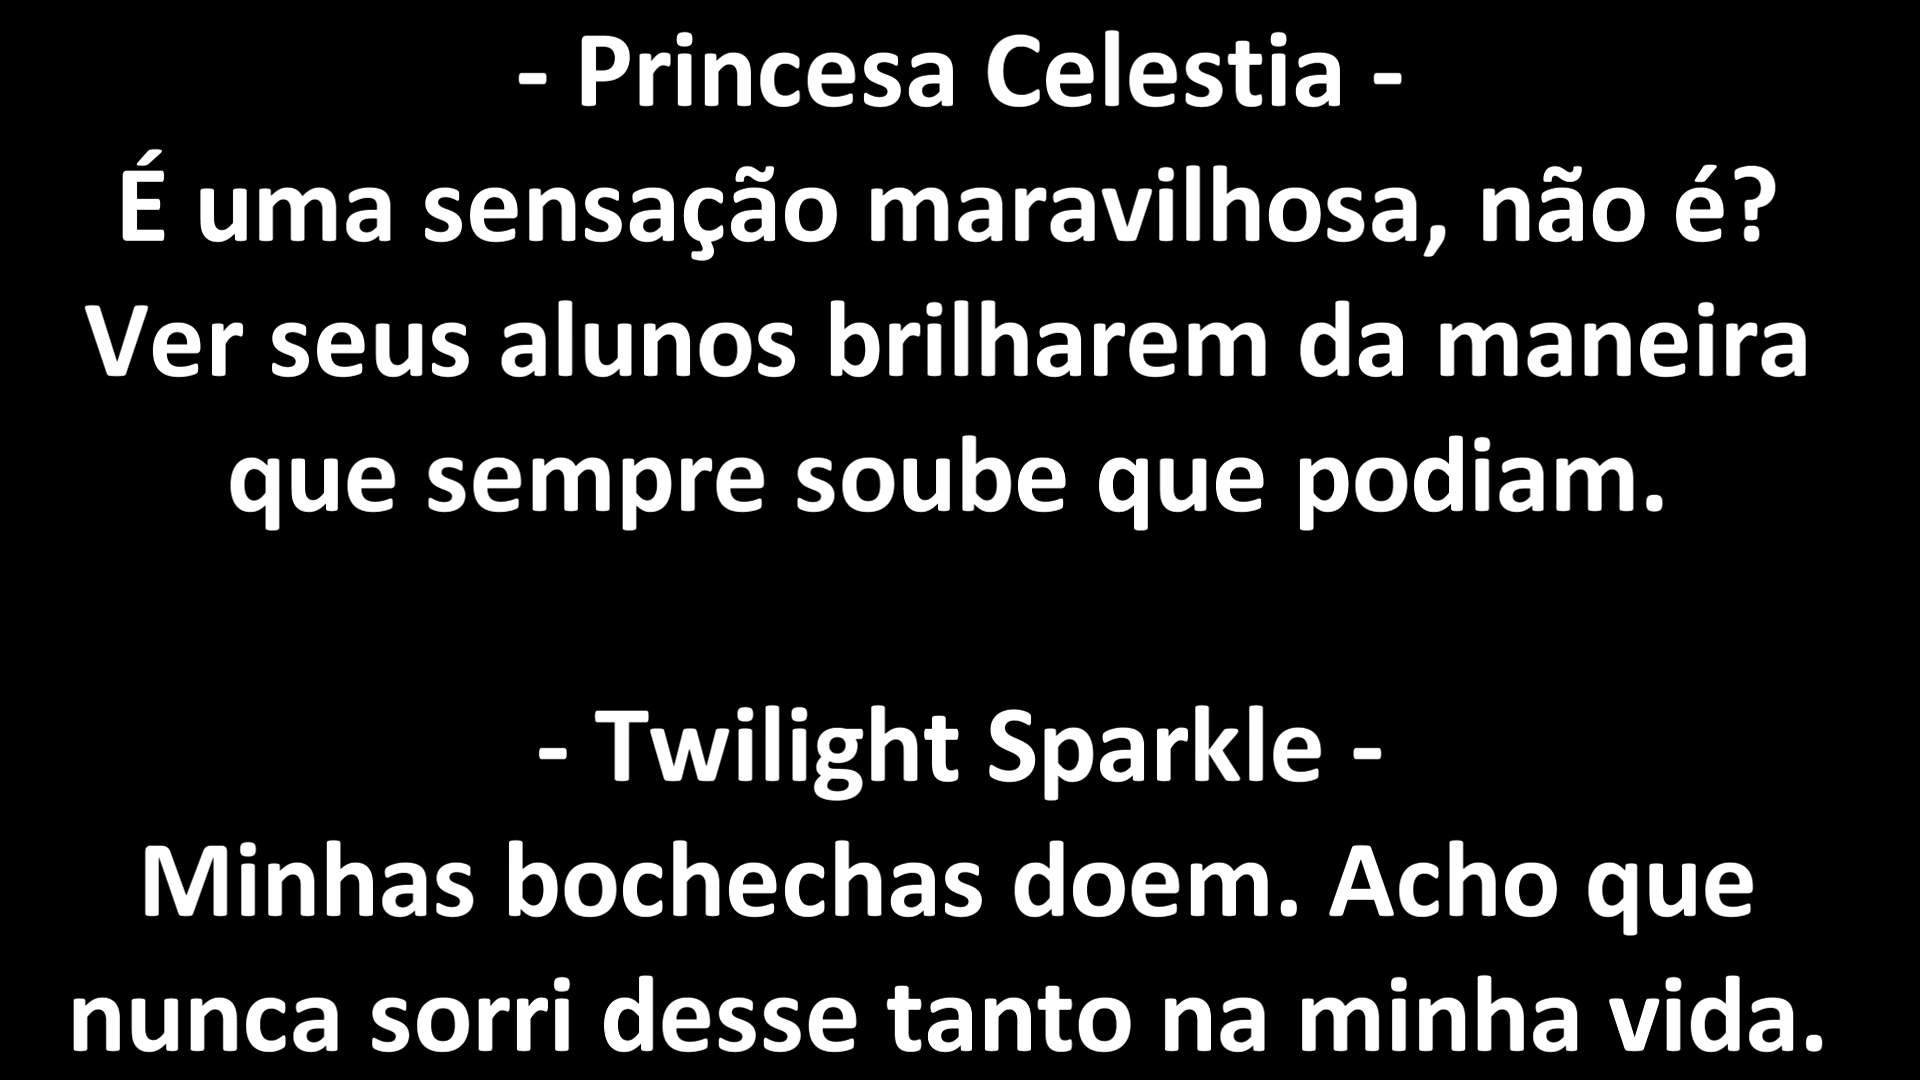 - Princesa Celestia -
É uma sensação maravilhosa, não é?
Ver seus alunos brilharem da maneira
que sempre soube que podiam.
- Twilight Sparkle -
Minhas bochechas doem. Acho que
nunca sorri desse tanto na minha vida.